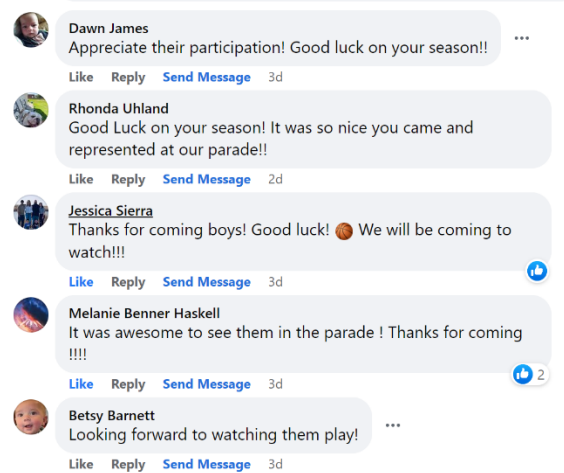 Dawn James
Appreciate their participation! Good luck on your season!!
Like Reply Send Message 3d
Rhonda Uhland
Good Luck on your season! It was so nice you came and
represented at our parade!!
Like Reply Send Message 2d
Jessica Sierra
Thanks for coming boys! Good luck! 🏀 We will be coming to
watch!!!
Like Reply Send Message 3d
Melanie Benner Haskell
It was awesome to see them in the parade ! Thanks for coming
!!!!
2
Like Reply Send Message 3d
Betsy Barnett
Looking forward to watching them play!
Like Reply Send Message 3d